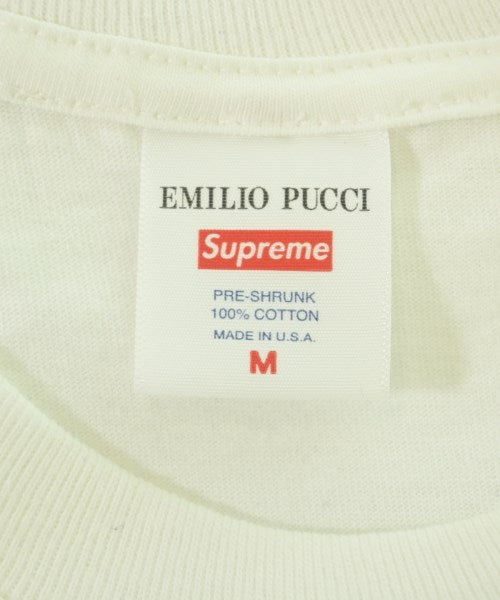 EMILIO PUCCI
Supreme
PRE-SHRUNK
100% COTTON
MADE IN U.S.A.
M